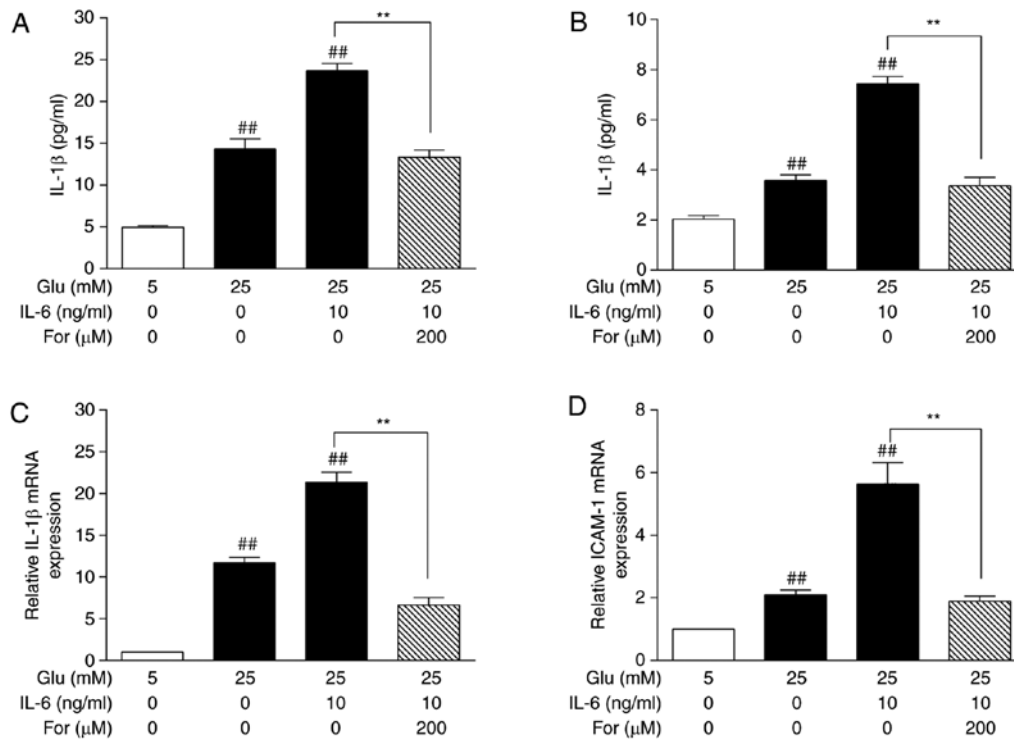 A
IL-1β (pg/ml)
30
25
20
15
10
5
0
**
##
##
Glu (mM) 5 25 25 25
IL-6 (ng/ml) 0 0 10 10
For (μM) 0 0 0 200
B
IL-1β (pg/ml)
10
8
6
4
2
0
**
##
##
Glu (mM) 5 25 25 25
IL-6 (ng/ml) 0 0 10 10
For (μM) 0 0 0 200
C
Relative IL-1β mRNA
expression
30
25
20
15
10
5
0
**
##
##
Glu (mM) 5 25 25 25
IL-6 (ng/ml) 0 0 10 10
For (μM) 0 0 0 200
D
Relative ICAM-1 mRNA
expression
8
6
4
2
0
**
##
##
Glu (mM) 5 25 25 25
IL-6 (ng/ml) 0 0 10 10
For (μM) 0 0 0 200